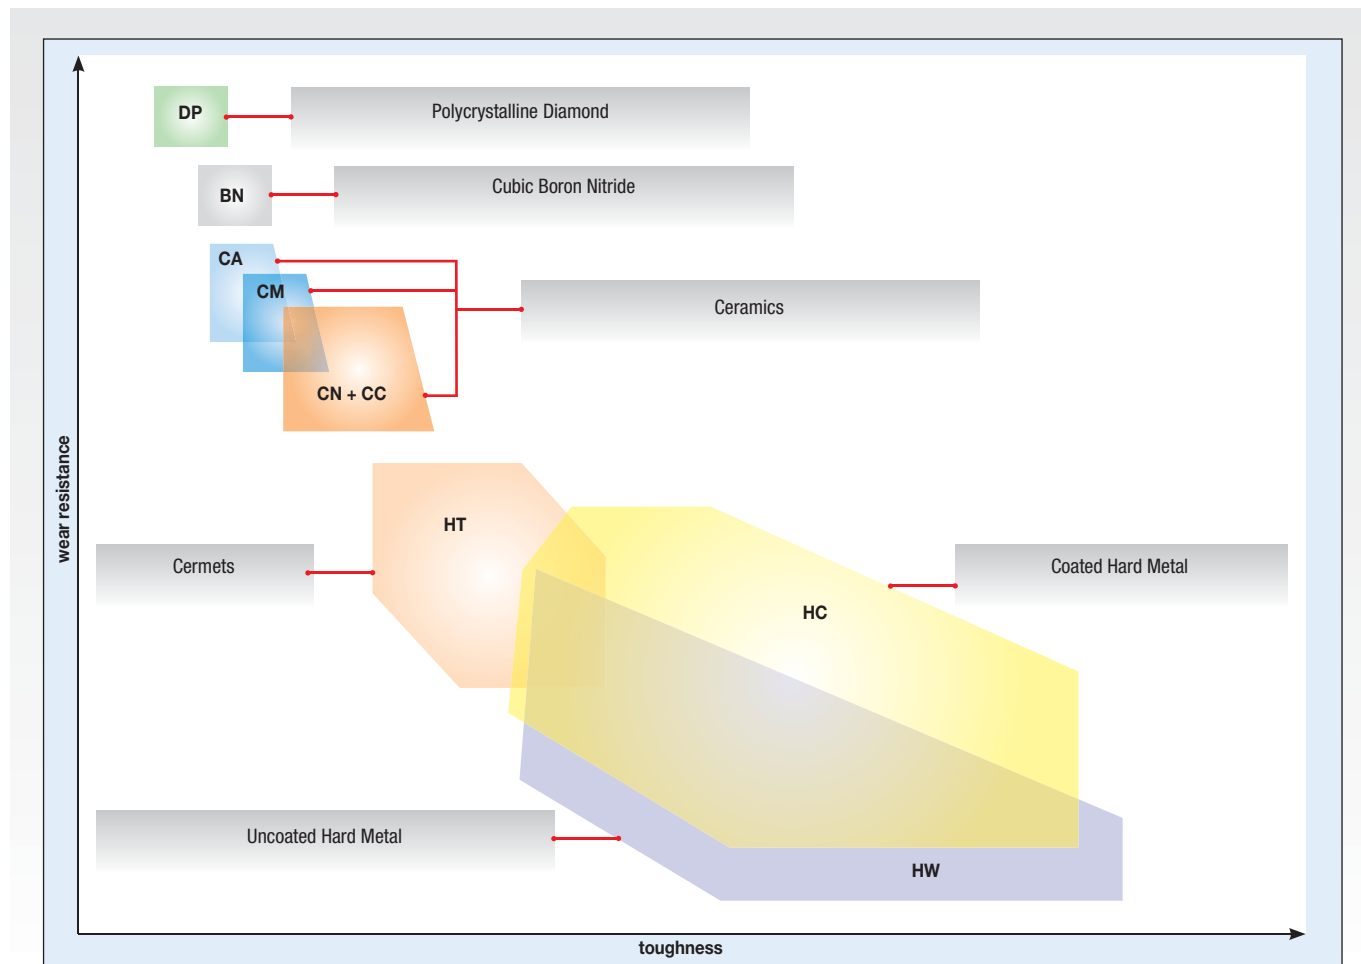 DP
Polycrystalline Diamond
BN
Cubic Boron Nitride
CA
CM
Ceramics
CN + CC
wear resistance
HT
Cermets
Coated Hard Metal
HC
Uncoated Hard Metal
HW
toughness